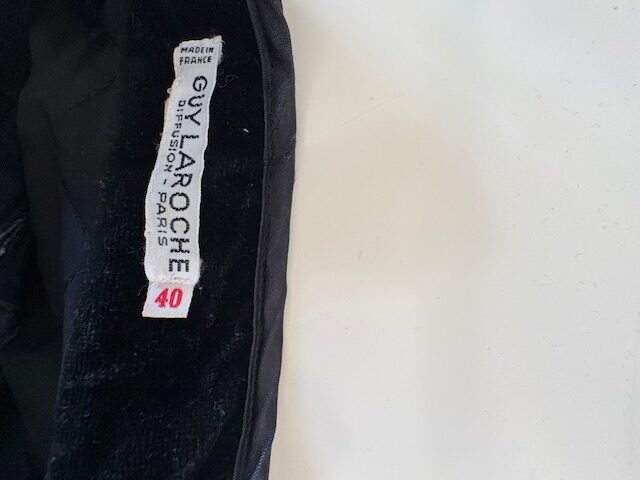 MADE IN
FRANCE
GUY LAROCHE
DIFFUSION - PARIS
40